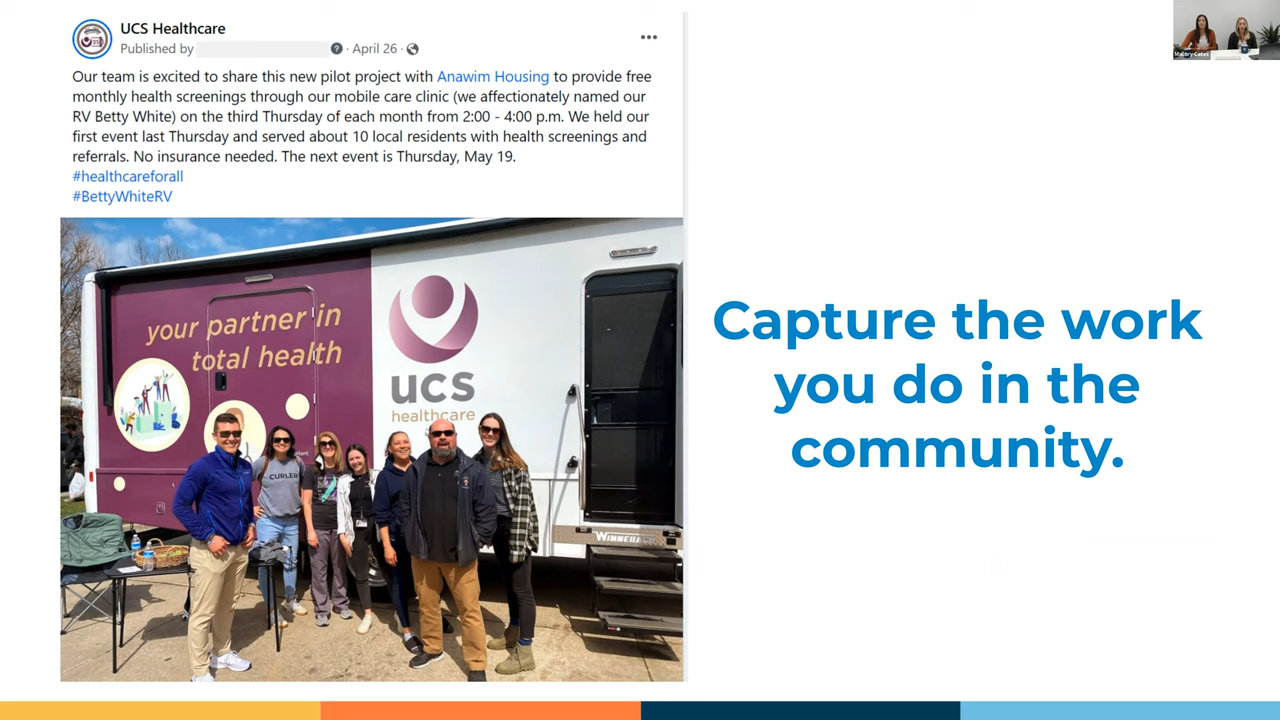 UCS Healthcare
Published by
April 26
Our team is excited to share this new pilot project with Anawim Housing to provide free
monthly health screenings through our mobile care clinic (we affectionately named our
RV Betty White) on the third Thursday of each month from 2:00 - 4:00 p.m. We held our
first event last Thursday and served about 10 local residents with health screenings and
referrals. No insurance needed. The next event is Thursday, May 19.
#healthcareforall
#BettyWhiteRV
your partner in
total health
ucs
healthcare
CURLER
WINNEBAGO
Capture the work
you do in the
community.
Mallory Cates